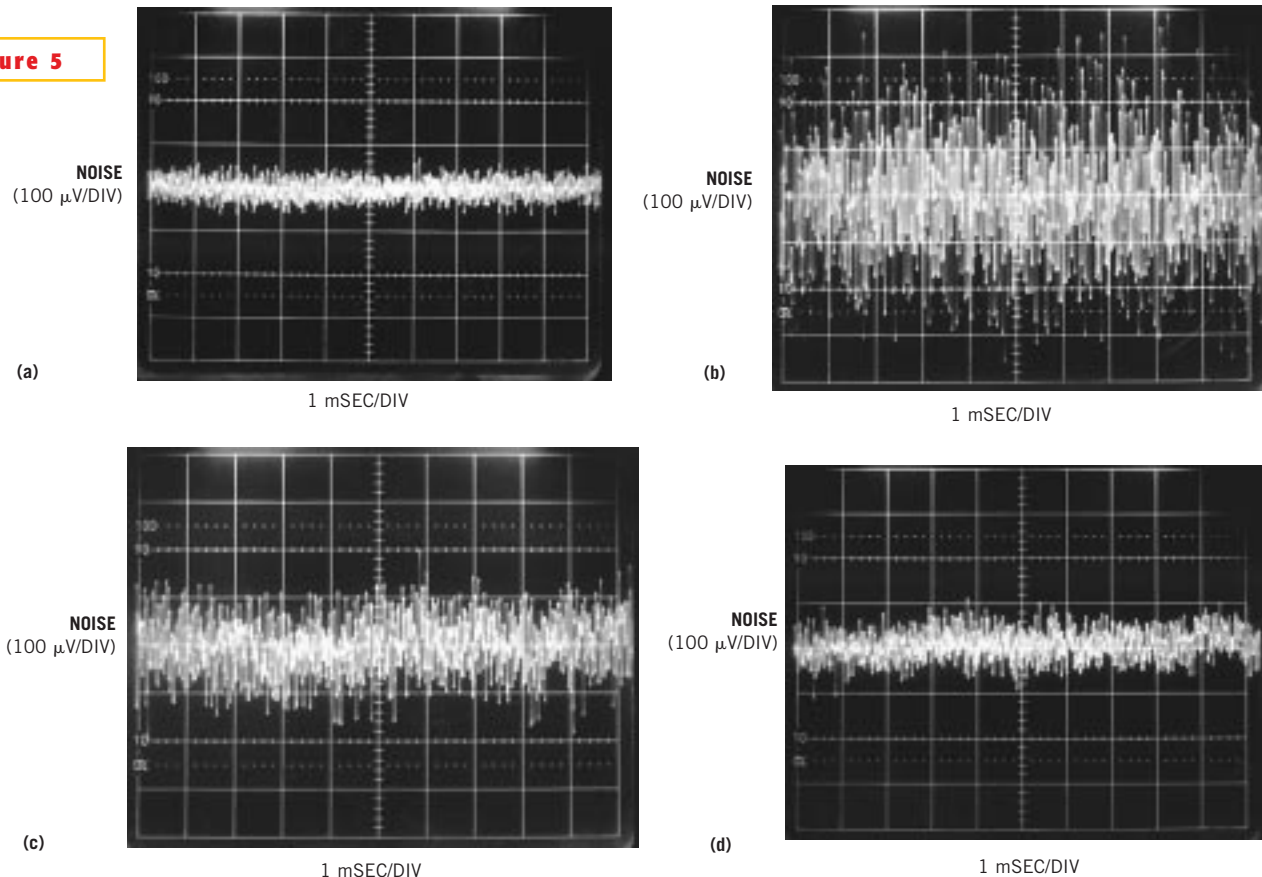 ure 5
NOISE
(100 μV/DIV)
(a)
1 mSEC/DIV
NOISE
(100 μV/DIV)
(b)
1 mSEC/DIV
NOISE
(100 μV/DIV)
(c)
1 mSEC/DIV
NOISE
(100 μV/DIV)
(d)
1 mSEC/DIV